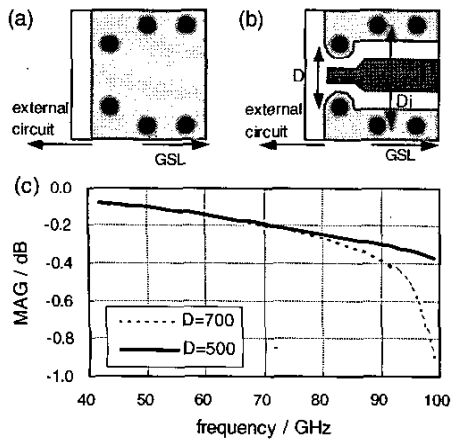 (a)
external
circuit
GSL
(b)
D
Dj
external
circuit
GSL
(c)
MAG / dB
0.0
-0.2
-0.4
-0.6
-0.8
-1.0
D=700
D=500
40 50 60 70 80 90 100
frequency / GHz